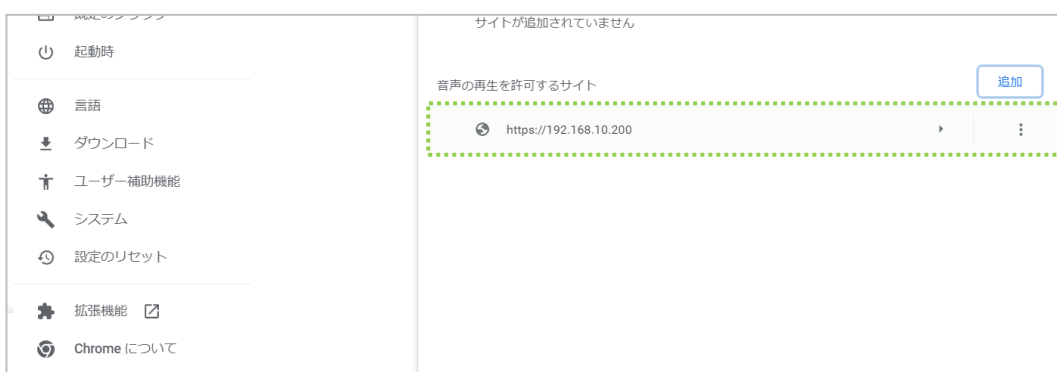 サイトが追加されていません
起動時
音声の再生を許可するサイト
追加
言語
https://192.168.10.200
ダウンロード
ユーザー補助機能
システム
設定のリセット
拡張機能
Chrome について